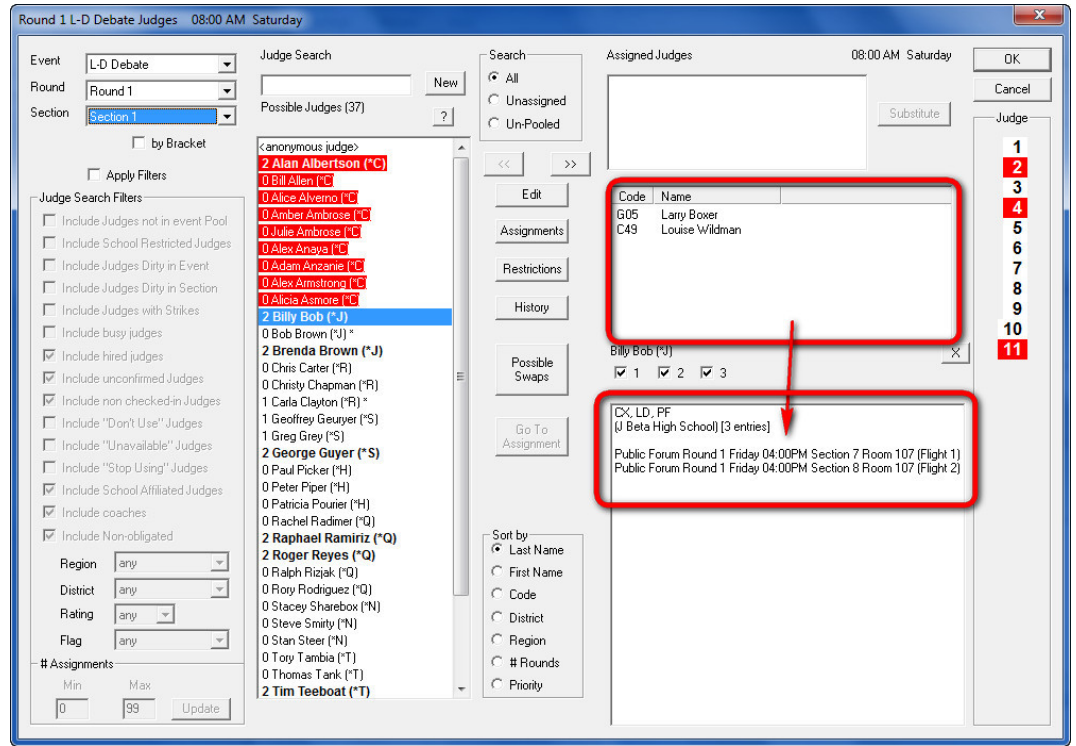 Round 1 L-D Debate Judges 08:00 AM Saturday
Event
L-D Debate
Round
Round 1
Section
Section 1
by Bracket
Apply Filters
Judge Search Filters
Include Judges not in event Pool
Include School Restricted Judges
Include Judges Dirty in Event
Include Judges Dirty in Section
Include Judges with Strikes
Include busy judges
Include hired judges
Include unconfirmed Judges
Include non checked-in Judges
Include "Don't Use" Judges
Include "Unavailable" Judges
Include "Stop Using" Judges
Include School Affiliated Judges
Include coaches
Include Non-obligated
Region any
District any
Rating any
Flag any
# Assignments
Min Max
0 99 Update
Judge Search
New
Possible Judges (37)
?
<anonymous judge>
2 Alan Albertson (*C)
0 Bill Allen (*C)
0 Alice Alverno (*C)
0 Amber Ambrose (*C)
0 Julie Ambrose (*C)
0 Alex Anaya (*C)
0 Adam Anzanie (*C)
0 Alex Armstrong (*C)
0 Alicia Asmore (*C)
2 Billy Bob (*J)
0 Bob Brown (*J) *
2 Brenda Brown (*J)
0 Chris Carter (*R)
0 Christy Chapman (*R)
1 Carla Clayton (*R) *
1 Geoffrey Geuryer (*S)
1 Greg Grey (*S)
2 George Guyer (*S)
0 Paul Picker (*H)
0 Peter Piper (*H)
0 Patricia Pourier (*H)
0 Rachel Radimer (*Q)
2 Raphael Ramiriz (*Q)
2 Roger Reyes (*Q)
0 Ralph Rizjak (*Q)
0 Rory Rodriguez (*Q)
0 Stacey Sharebox (*N)
0 Steve Smirty (*N)
0 Stan Steer (*N)
0 Tory Tambia (*T)
0 Thomas Tank (*T)
2 Tim Teeboat (*T)
Search
All
Unassigned
Un-Pooled
<< >>
Edit
Assignments
Restrictions
History
Possible
Swaps
Go To
Assignment
Sort by
Last Name
First Name
Code
District
Region
# Rounds
Priority
Assigned Judges 08:00 AM Saturday
Substitute
Code Name
G05 Larry Boxer
C49 Louise Wildman
Billy Bob (*J)
X
1 2 3
CX, LD, PF
(J Beta High School) [3 entries]
Public Forum Round 1 Friday 04:00PM Section 7 Room 107 (Flight 1)
Public Forum Round 1 Friday 04:00PM Section 8 Room 107 (Flight 2)
OK
Cancel
Judge
1
2
3
4
5
6
7
8
9
10
11